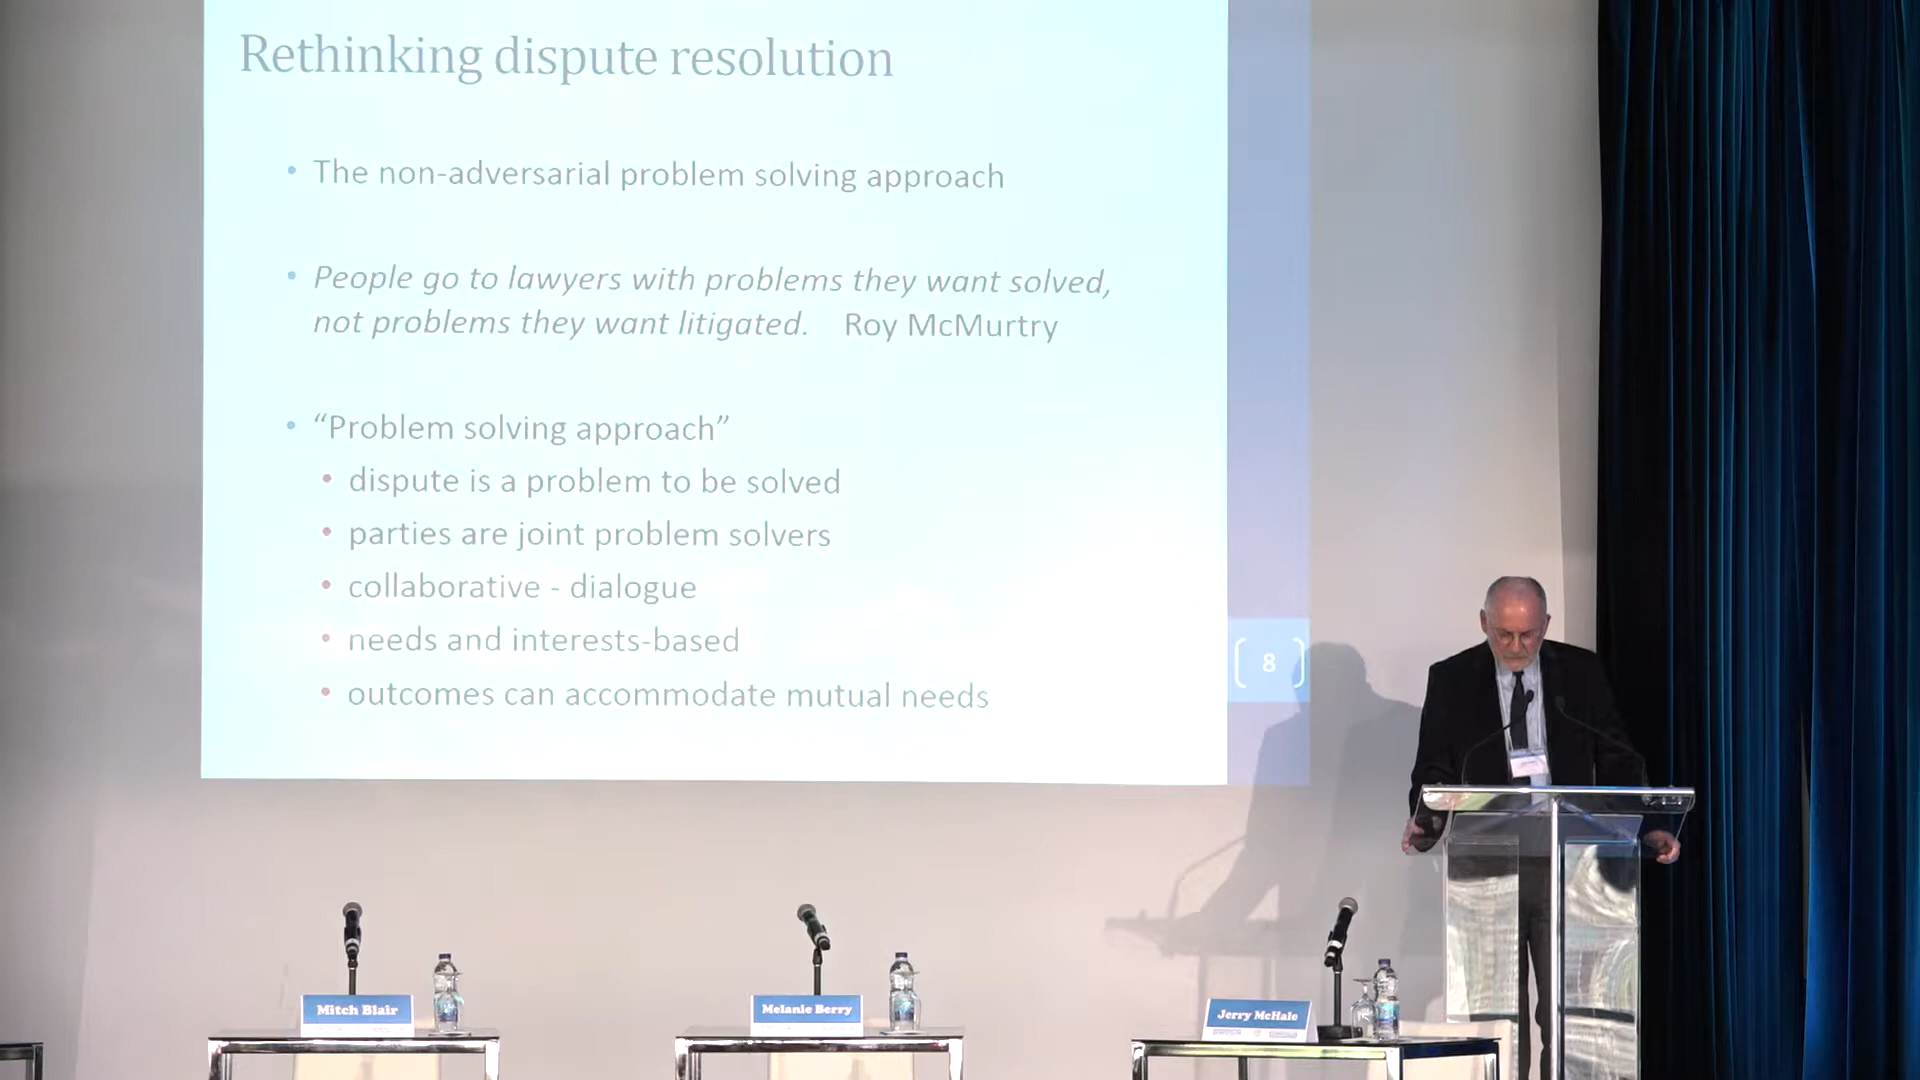 Rethinking dispute resolution
• The non-adversarial problem solving approach
• People go to lawyers with problems they want solved,
not problems they want litigated. Roy McMurtry
• “Problem solving approach”
• dispute is a problem to be solved
• parties are joint problem solvers
• collaborative - dialogue
• needs and interests-based
• outcomes can accommodate mutual needs
[ 8 ]
Mitch Blair
Melanie Berry
Jerry McHale